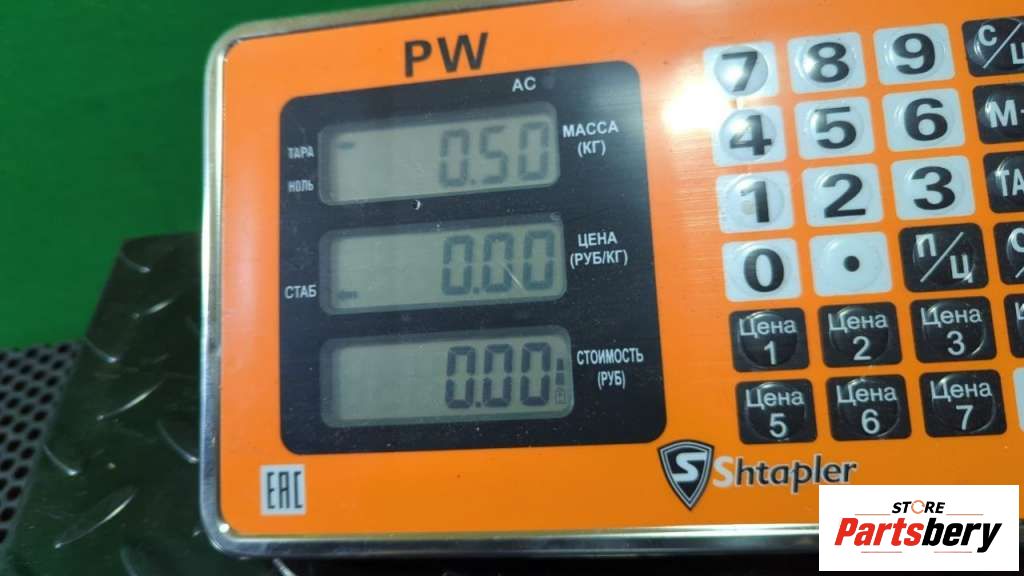 PW
AC
ТАРА
0.50
МАССА
(КГ)
НОЛЬ
0.00
ЦЕНА
(РУБ/КГ)
СТАБ
0.00
СТОИМОСТЬ
(РУБ)
7 8 9 С/
4 5 6 М-
1 2 3
0 . П/Ц
Цена 1
Цена 2
Цена 3
Цена 5
Цена 6
Цена 7
EAC
S Shtapler
STORE
Partsbery